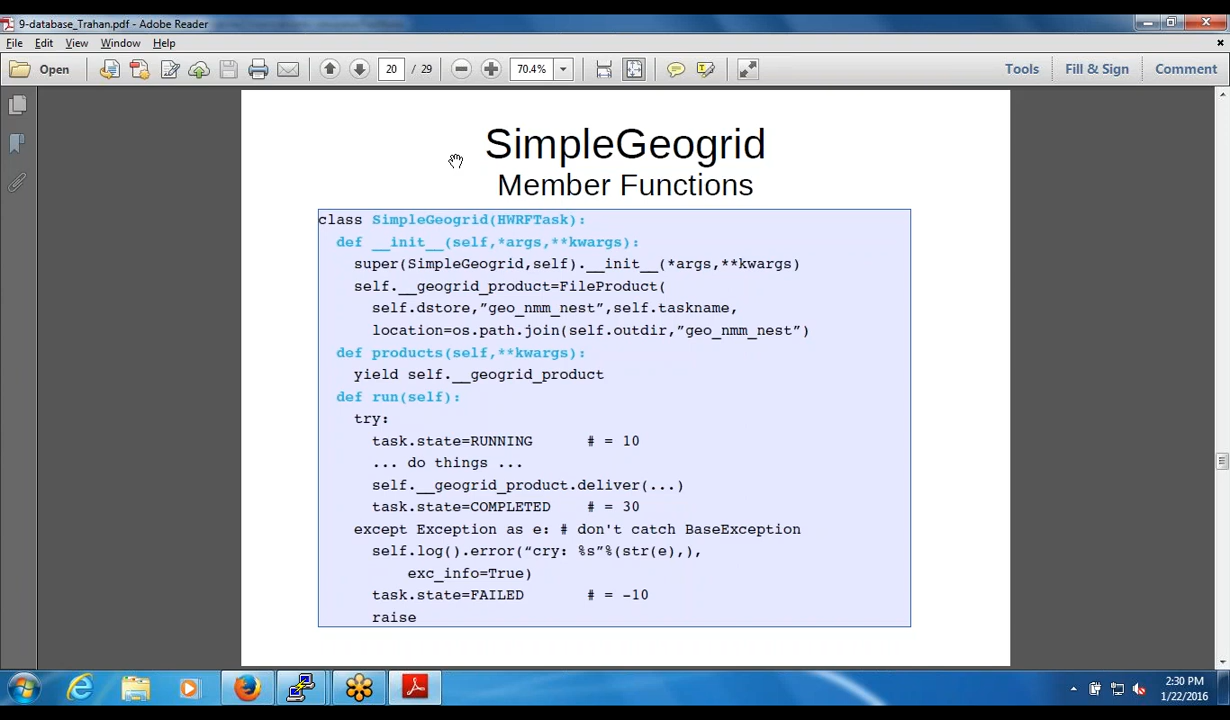 9-database_Trahan.pdf - Adobe Reader
File Edit View Window Help
Open 20 / 29 70.4% Tools Fill & Sign Comment
SimpleGeogrid
Member Functions
class SimpleGeogrid(HWRFTask):
def __init__(self,*args,**kwargs):
super(SimpleGeogrid,self).__init__(*args,**kwargs)
self.__geogrid_product=FileProduct(
self.dstore,”geo_nmm_nest”,self.taskname,
location=os.path.join(self.outdir,”geo_nmm_nest”)
def products(self,**kwargs):
yield self.__geogrid_product
def run(self):
try:
task.state=RUNNING # = 10
... do things ...
self.__geogrid_product.deliver(...)
task.state=COMPLETED # = 30
except Exception as e: # don't catch BaseException
self.log().error(“cry: %s”%(str(e),),
exc_info=True)
task.state=FAILED # = -10
raise
2:30 PM
1/22/2016